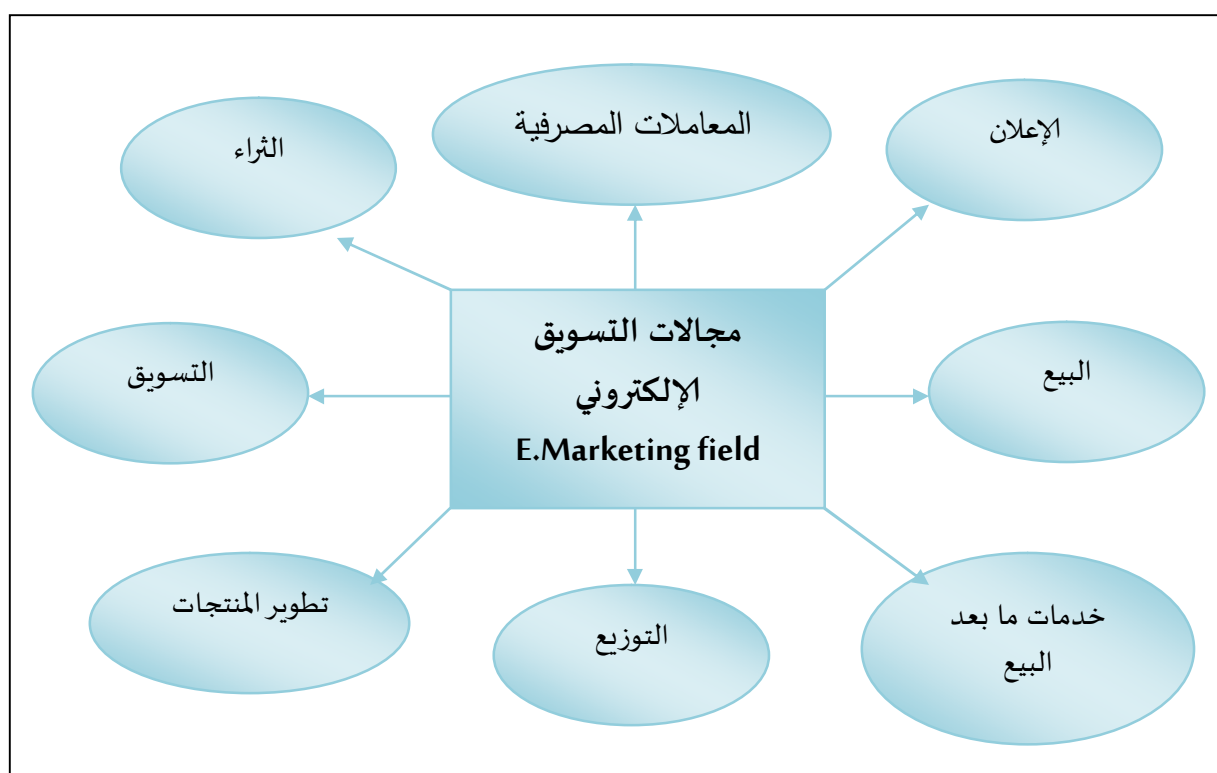 المعاملات المصرفية
الإعلان
الثراء
مجالات التسويق
الإلكتروني
E.Marketing field
البيع
التسويق
خدمات ما بعد
البيع
التوزيع
تطوير المنتجات